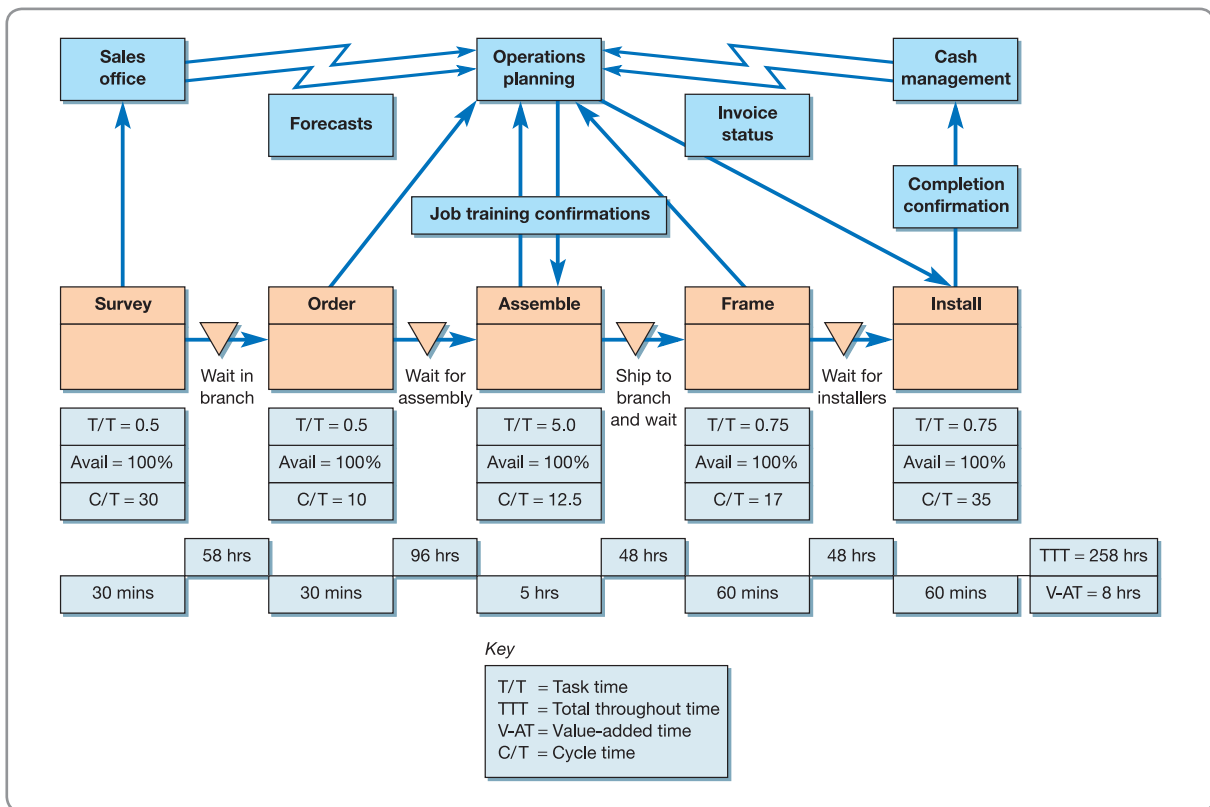 Sales
office
Operations
planning
Cash
management
Forecasts
Invoice
status
Job training confirmations
Completion
confirmation
Survey
Order
Assemble
Frame
Install
Wait in
branch
Wait for
assembly
Ship to
branch
and wait
Wait for
installers
T/T = 0.5
Avail = 100%
C/T = 30
T/T = 0.5
Avail = 100%
C/T = 10
T/T = 5.0
Avail = 100%
C/T = 12.5
T/T = 0.75
Avail = 100%
C/T = 17
T/T = 0.75
Avail = 100%
C/T = 35
58 hrs
96 hrs
48 hrs
48 hrs
TTT = 258 hrs
30 mins
30 mins
5 hrs
60 mins
60 mins
V-AT = 8 hrs
Key
T/T = Task time
TTT = Total throughout time
V-AT = Value-added time
C/T = Cycle time